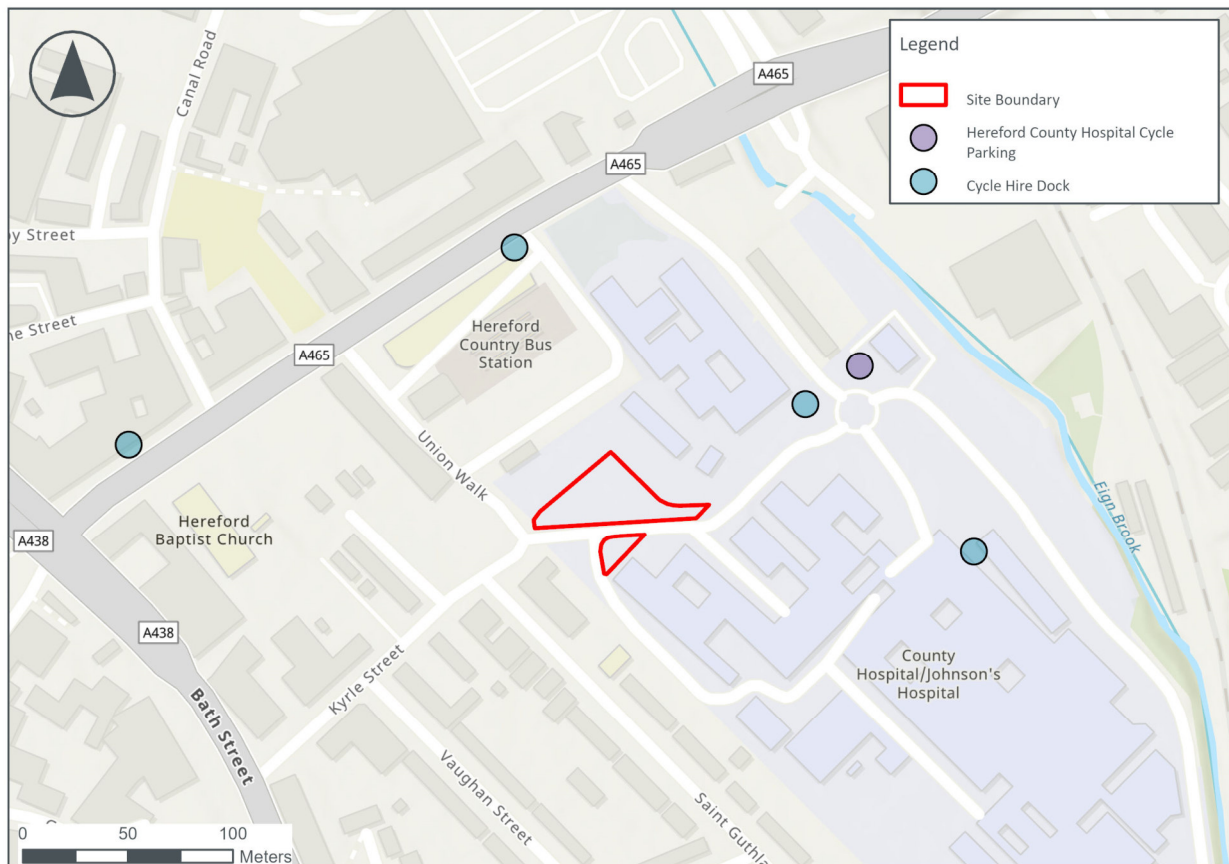 Legend
Site Boundary
Hereford County Hospital Cycle
Parking
Cycle Hire Dock
A465
Canal Road
A465
py Street
ne Street
Hereford
Country Bus
Station
A465
Union Walk
Eign Brook
Hereford
Baptist Church
A438
A438
Kyrle Street
County
Hospital/Johnson's
Hospital
Bath Street
Vaughan Street
Saint Guthla
0 50 100
Meters